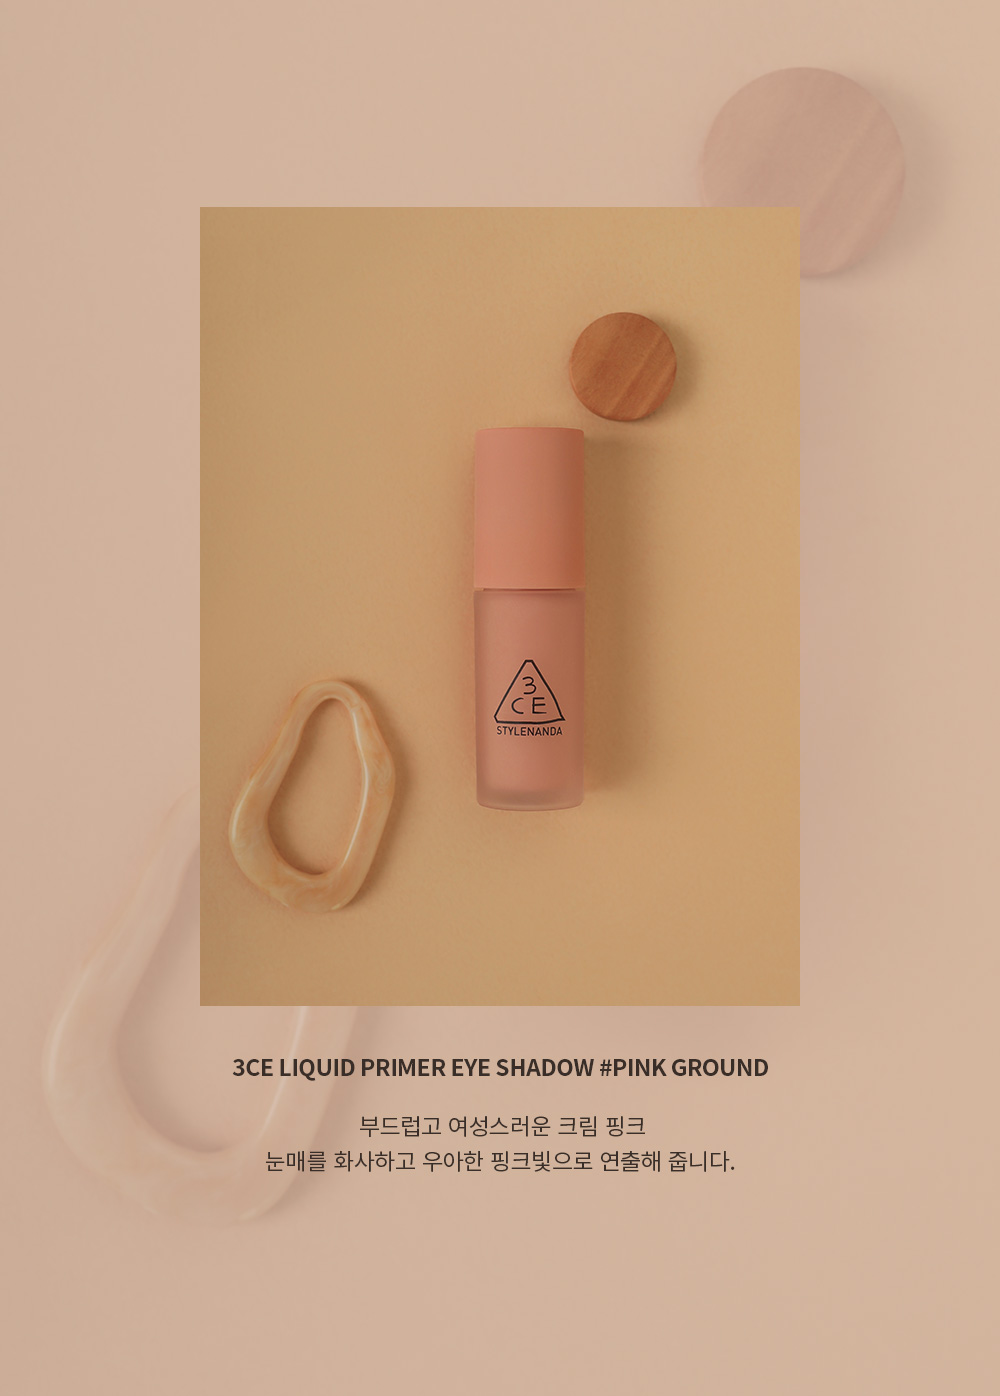 3
CE
STYLENANDA
3CE LIQUID PRIMER EYE SHADOW #PINK GROUND
부드럽고 여성스러운 크림 핑크
눈매를 화사하고 우아한 핑크빛으로 연출해 줍니다.